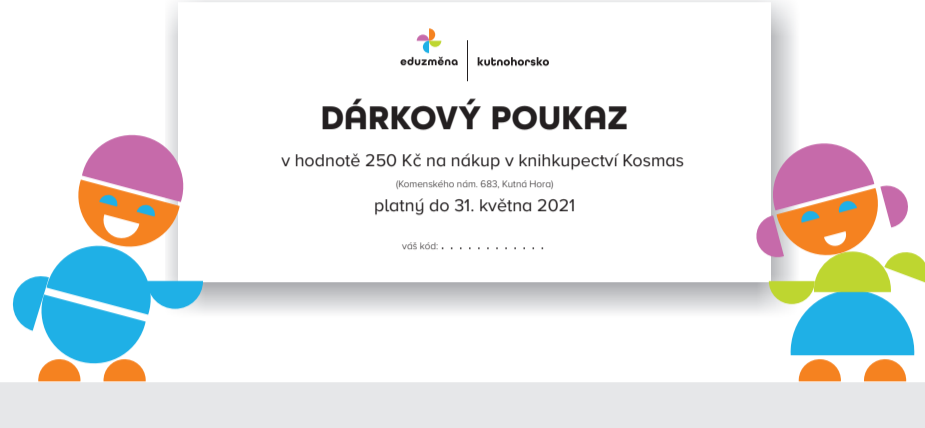 eduzměna | kutnohorsko
DÁRKOVÝ POUKAZ
v hodnotě 250 Kč na nákup v knihkupectví Kosmas
(Komenského nám. 683, Kutná Hora)
platný do 31. května 2021
váš kód: . . . . . . . . . . . .